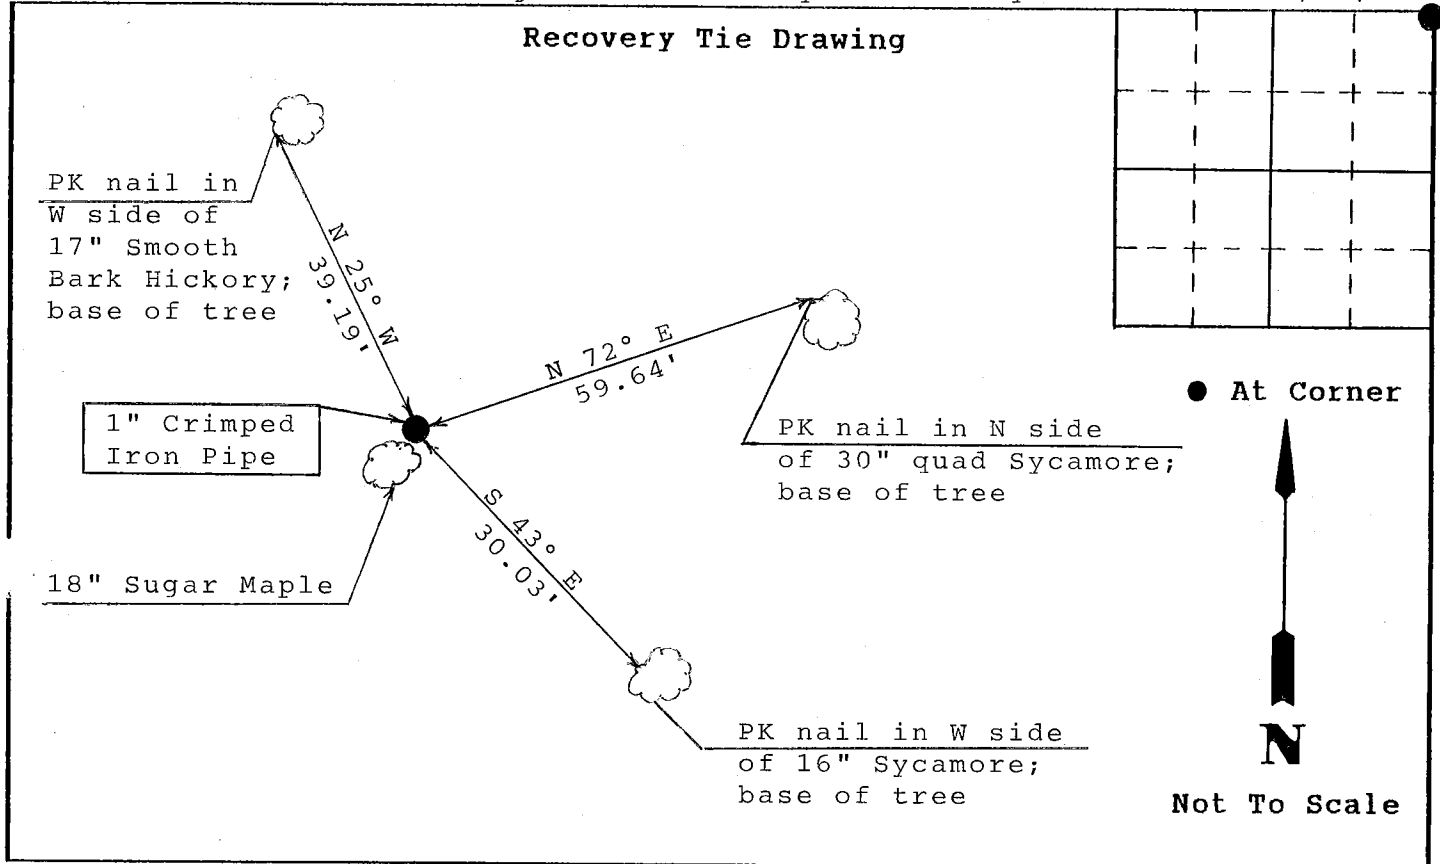 Recovery Tie Drawing
PK nail in
W side of
17" Smooth
Bark Hickory;
base of tree
N 25° W
39.19'
N 72° E
59.64'
1" Crimped
Iron Pipe
PK nail in N side
of 30" quad Sycamore;
base of tree
● At Corner
S 43° E
30.03'
18" Sugar Maple
PK nail in W side
of 16" Sycamore;
base of tree
N
Not To Scale